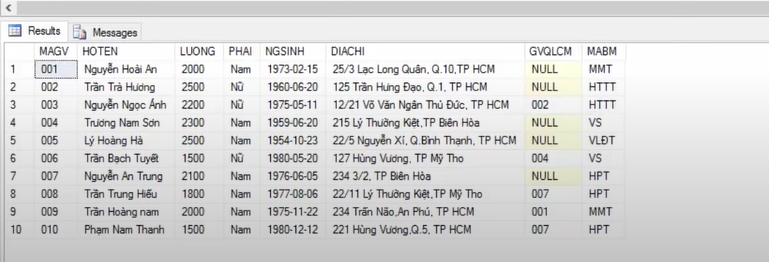 Results Messages
MAGV HOTEN LUONG PHAI NGSINH DIACHI GVQLCM MABM
1 001 Nguyễn Hoài An 2000 Nam 1973-02-15 25/3 Lạc Long Quân, Q.10,TP HCM NULL MMT
2 002 Trần Trà Hương 2500 Nữ 1960-06-20 125 Trần Hưng Đạo, Q.1, TP HCM NULL HTTT
3 003 Nguyễn Ngọc Ánh 2200 Nữ 1975-05-11 12/21 Võ Văn Ngân Thủ Đức, TP HCM 002 HTTT
4 004 Trương Nam Sơn 2300 Nam 1959-06-20 215 Lý Thường Kiệt,TP Biên Hòa NULL VS
5 005 Lý Hoàng Hà 2500 Nam 1954-10-23 22/5 Nguyễn Xí, Q.Bình Thạnh, TP HCM NULL VLĐT
6 006 Trần Bạch Tuyết 1500 Nữ 1980-05-20 127 Hùng Vương, TP Mỹ Tho 004 VS
7 007 Nguyễn An Trung 2100 Nam 1976-06-05 234 3/2, TP Biên Hòa NULL HPT
8 008 Trần Trung Hiếu 1800 Nam 1977-08-06 22/11 Lý Thường Kiệt,TP Mỹ Tho 007 HPT
9 009 Trần Hoàng nam 2000 Nam 1975-11-22 234 Trấn Não,An Phú, TP HCM 001 MMT
10 010 Phạm Nam Thanh 1500 Nam 1980-12-12 221 Hùng Vương,Q.5, TP HCM 007 HPT